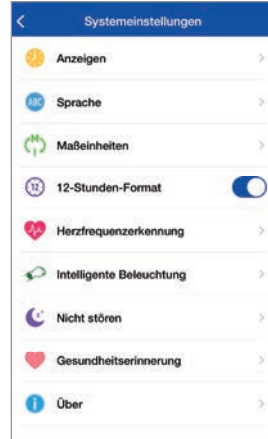 Systemeinstellungen
Anzeigen
ABC Sprache
M I Maßeinheiten
12 12-Stunden-Format
Herzfrequenzerkennung
Intelligente Beleuchtung
Nicht stören
Gesundheitserinnerung
i Über